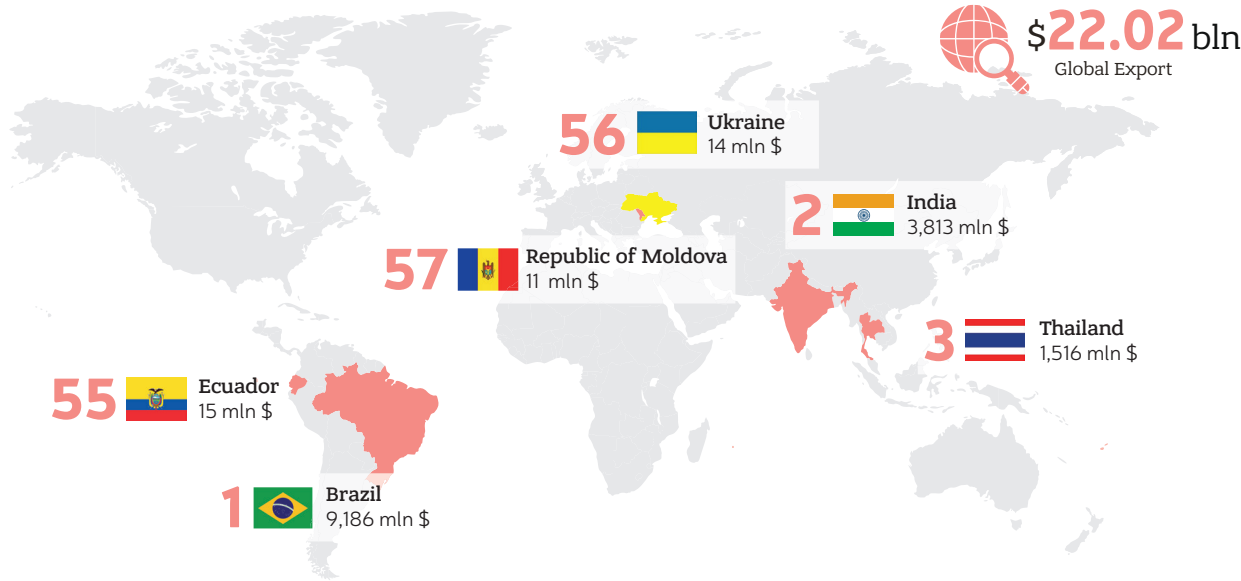 $22.02 bln
Global Export
56
Ukraine
14 mln $
2
India
3,813 mln $
57
Republic of Moldova
11 mln $
3
Thailand
1,516 mln $
55
Ecuador
15 mln $
1
Brazil
9,186 mln $